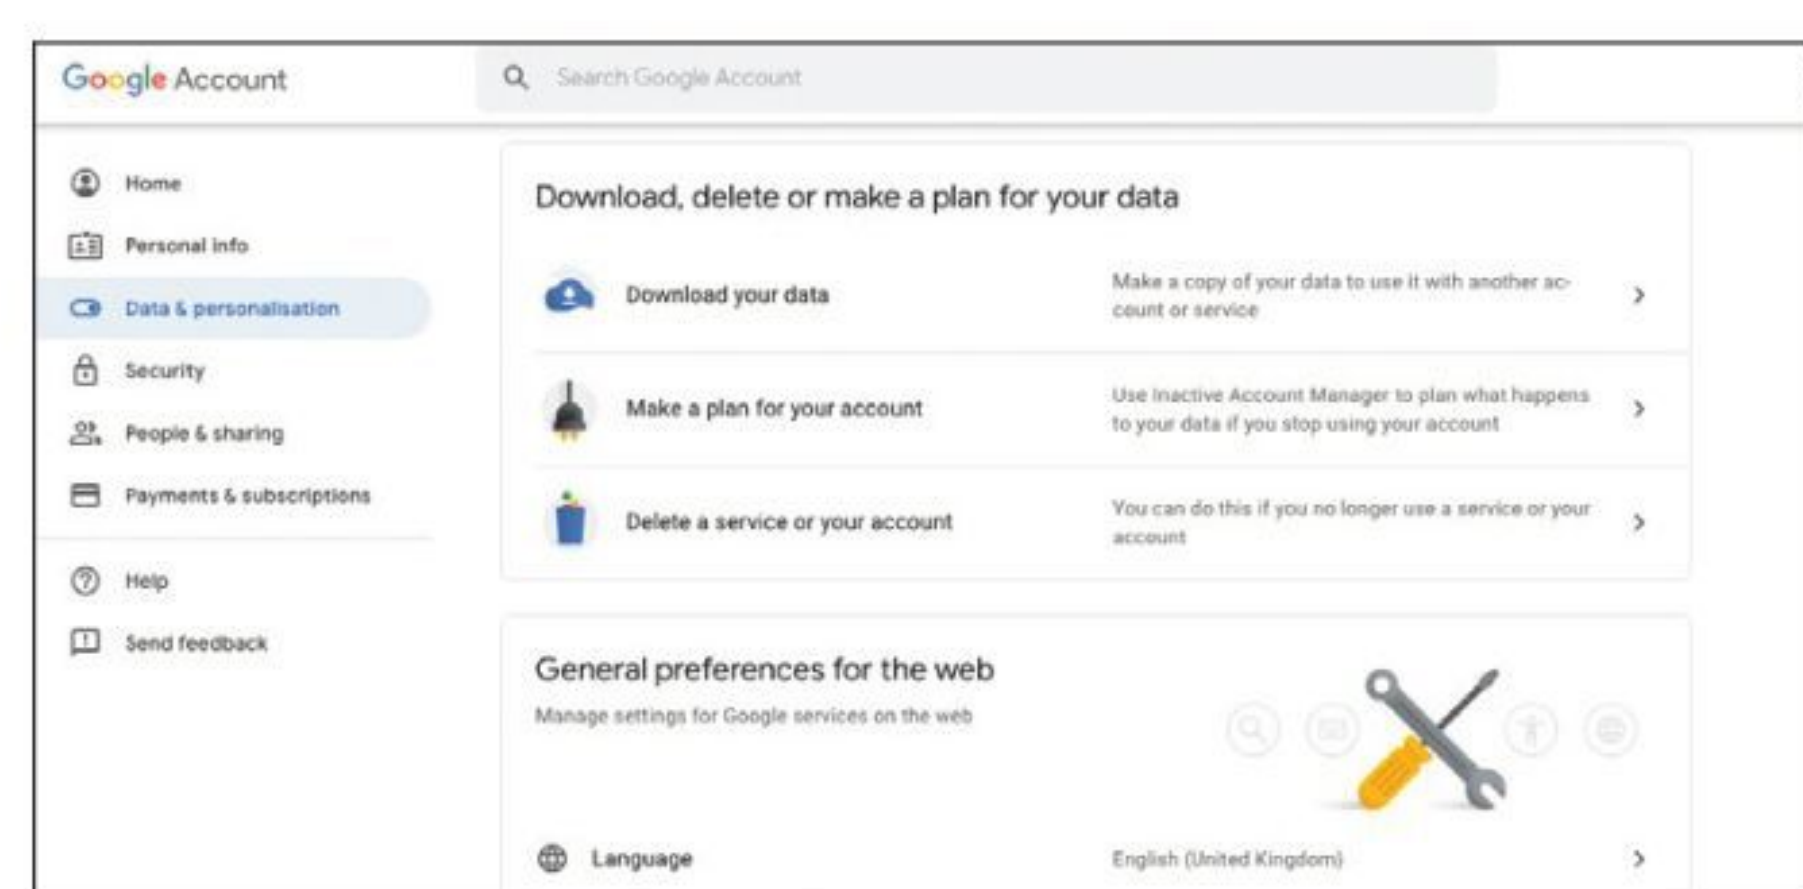 Google Account
Search Google Account
Home
Personal info
Data & personalisation
Security
People & sharing
Payments & subscriptions
Help
Send feedback
Download, delete or make a plan for your data
Download your data
Make a copy of your data to use it with another ac-
count or service
Make a plan for your account
Use Inactive Account Manager to plan what happens
to your data if you stop using your account
Delete a service or your account
You can do this if you no longer use a service or your
account
General preferences for the web
Manage settings for Google services on the web
Language
English (United Kingdom)